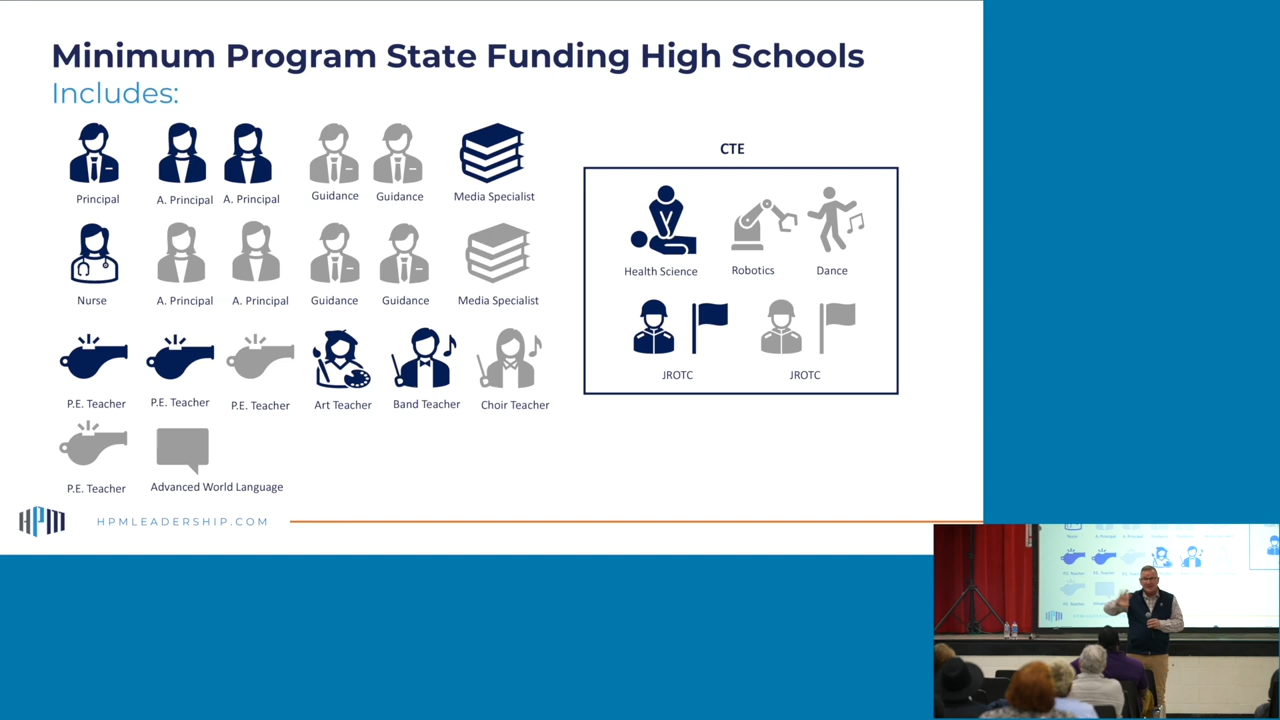 Minimum Program State Funding High Schools
Includes:
Principal
A. Principal
A. Principal
Guidance
Guidance
Media Specialist
Nurse
A. Principal
A. Principal
Guidance
Guidance
Media Specialist
P.E. Teacher
P.E. Teacher
P.E. Teacher
Art Teacher
Band Teacher
Choir Teacher
P.E. Teacher
Advanced World Language
CTE
Health Science
Robotics
Dance
JROTC
JROTC
HPM
HPMLEADERSHIP.COM